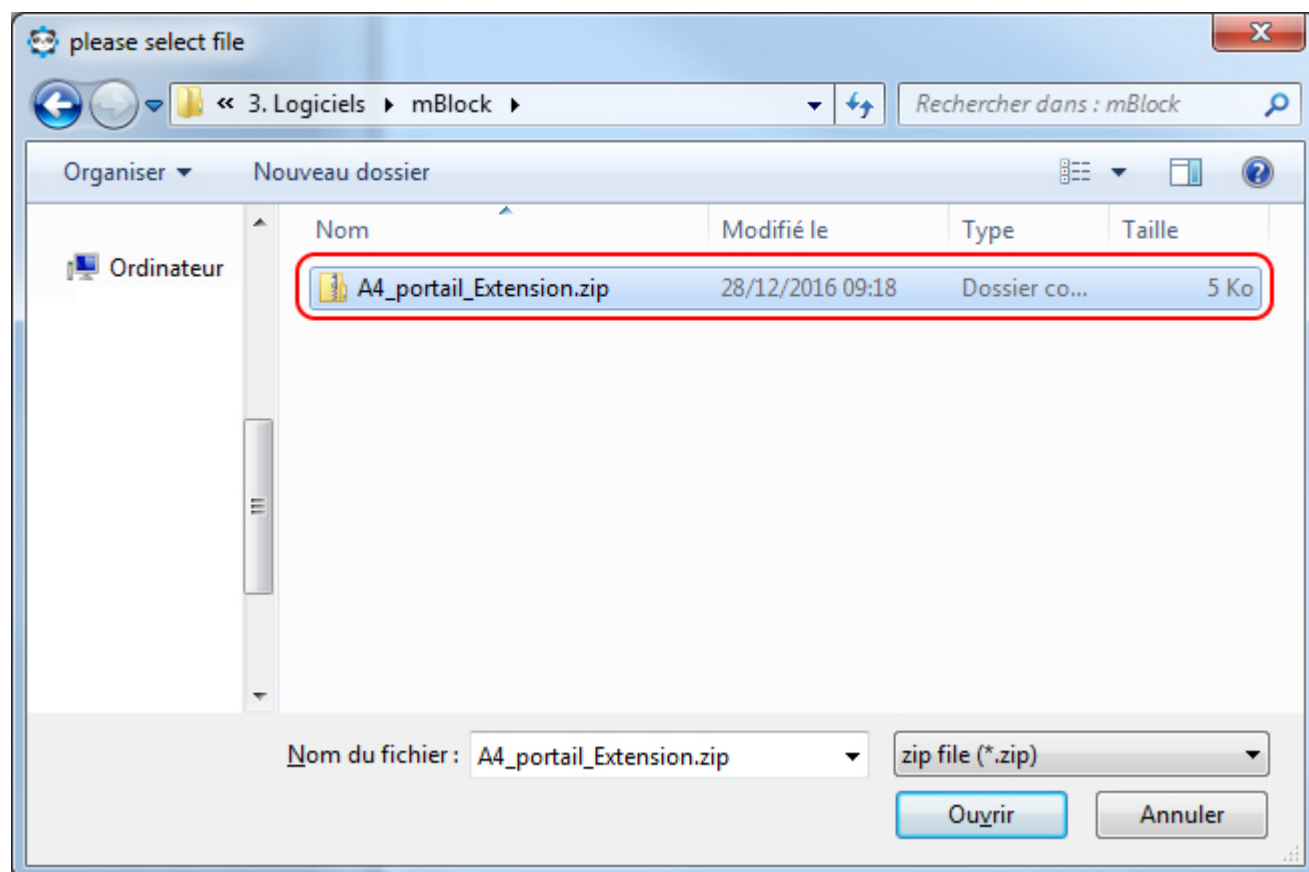 please select file
« 3. Logiciels mBlock Rechercher dans : mBlock
Organiser Nouveau dossier
Nom Modifié le Type Taille
Ordinateur
A4_portail_Extension.zip 28/12/2016 09:18 Dossier co... 5 Ko
Nom du fichier : A4_portail_Extension.zip zip file (*.zip)
Ouvrir Annuler